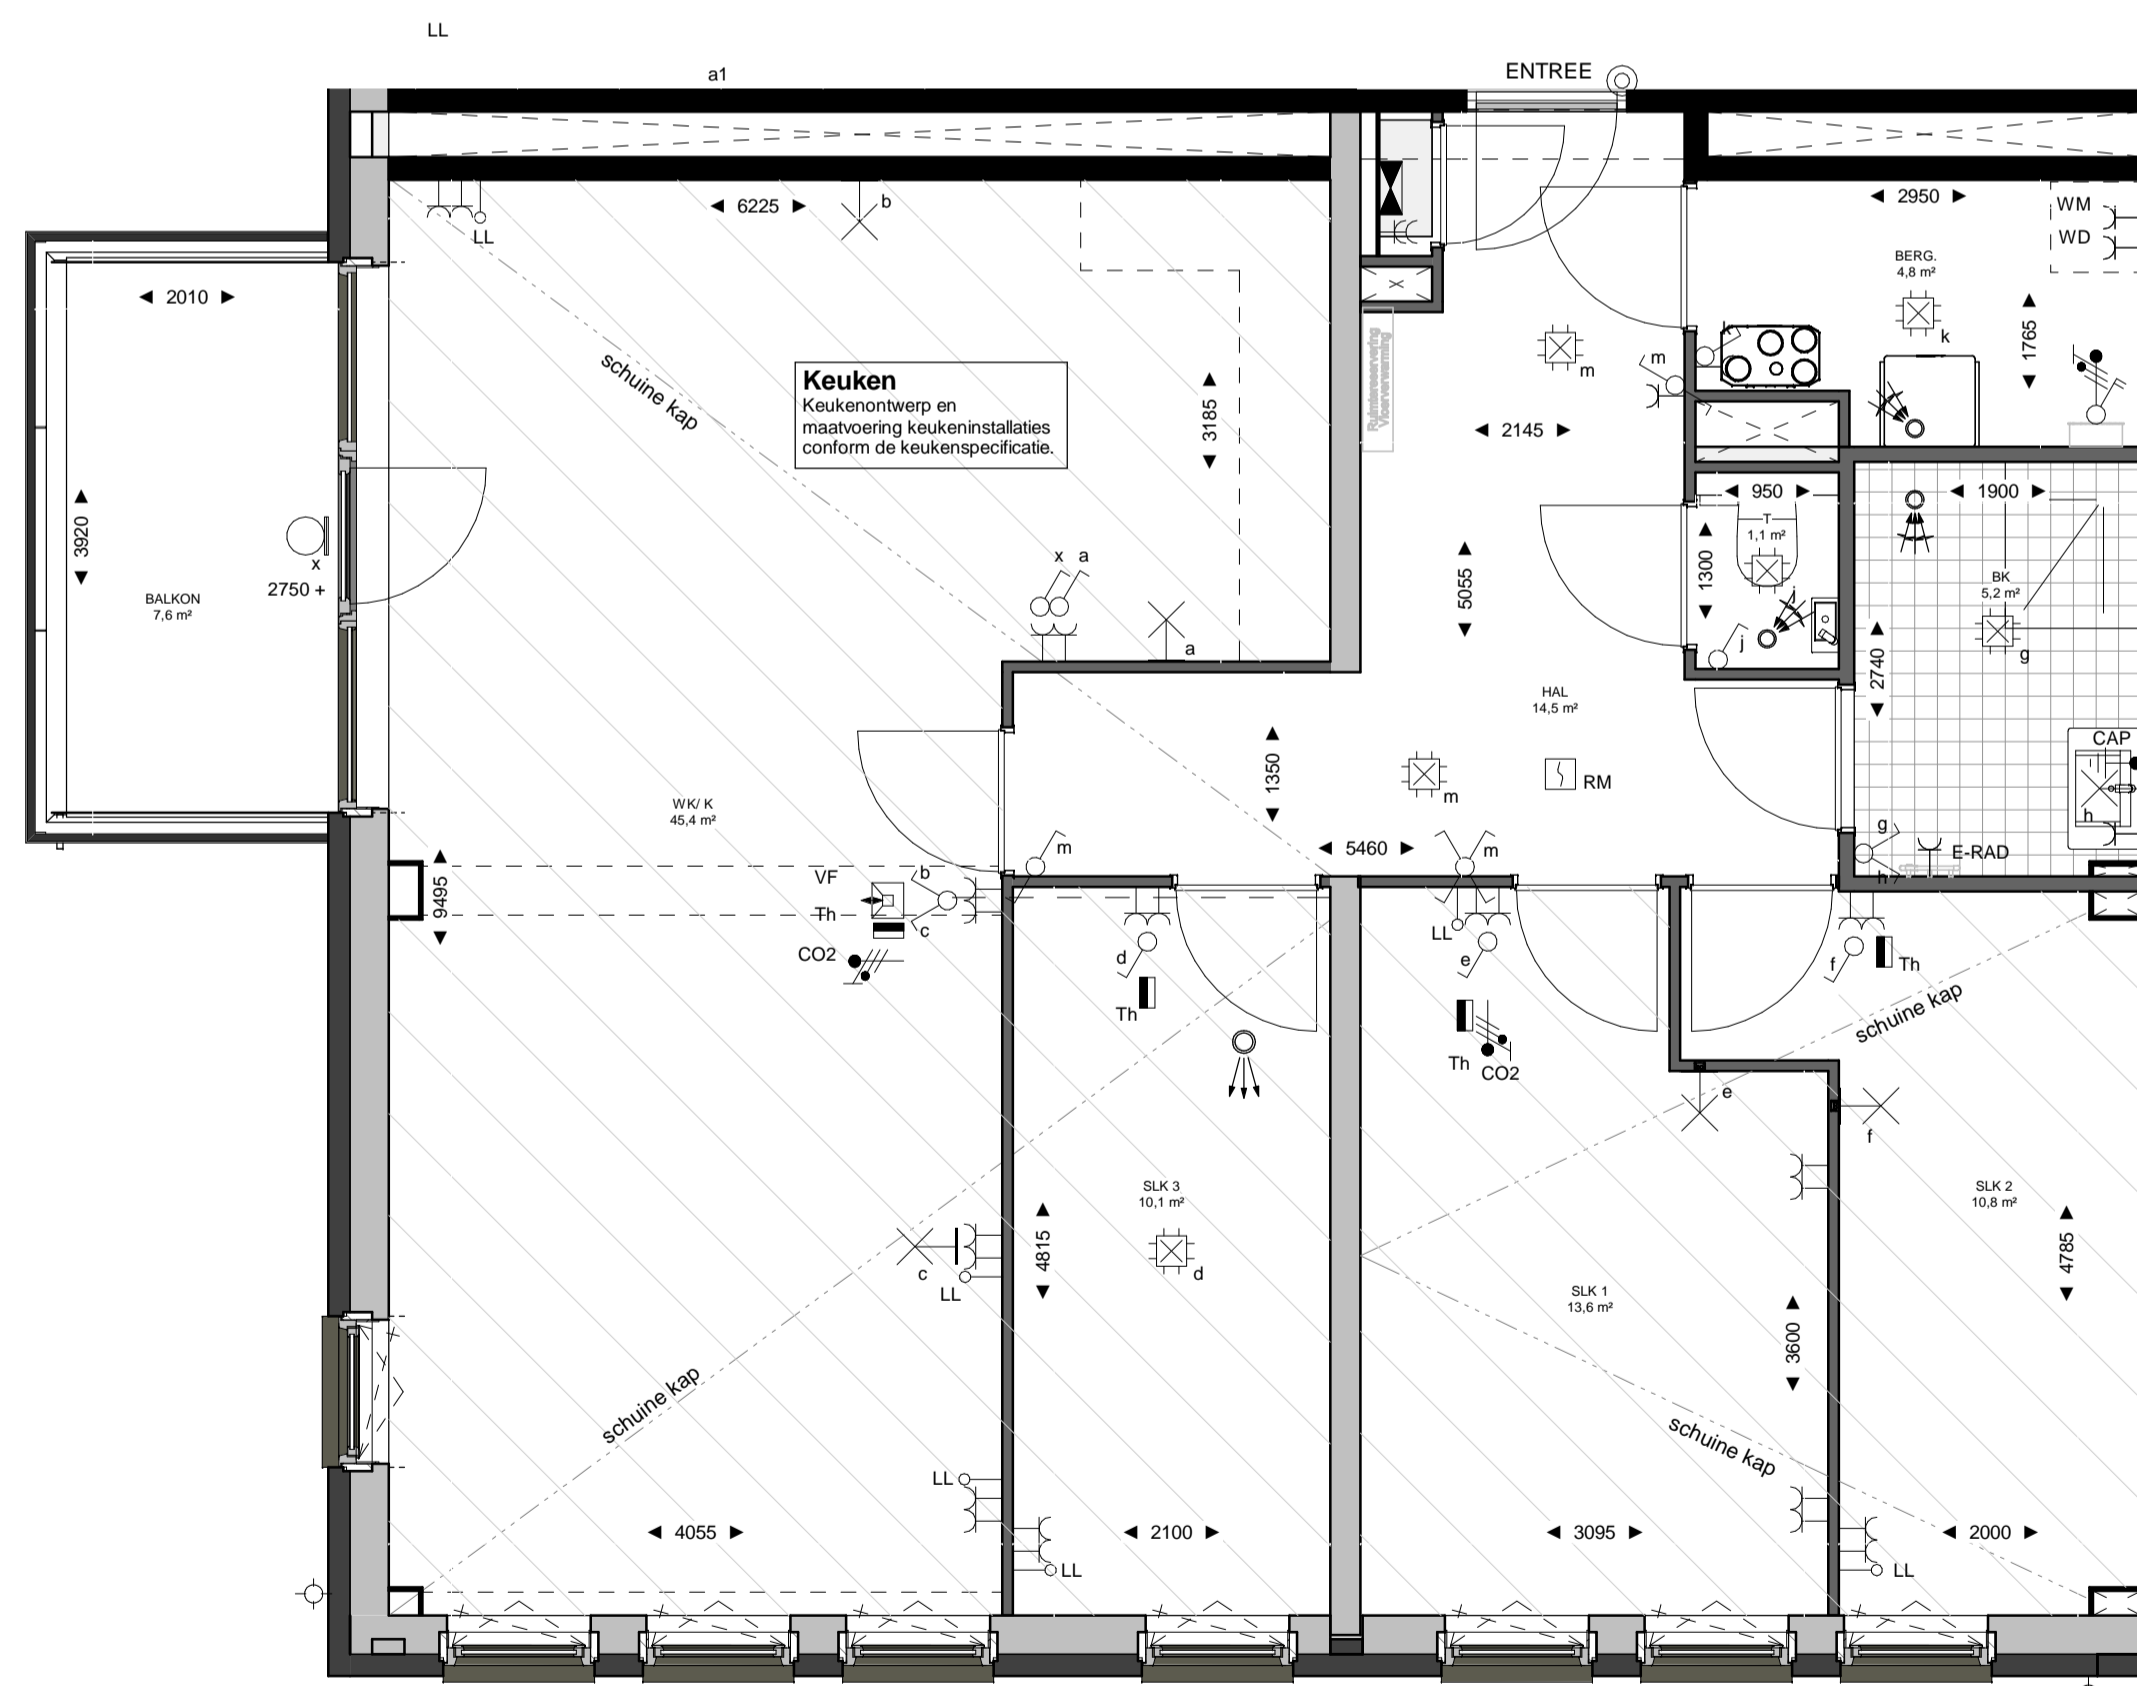 LL
a1
ENTREE
6225
b
LL
2950
WM
WD
BERG.
4,8 m²
k
k
1765
2010
schuine kap
Keuken
Keukenontwerp en
maatvoering keukeninstallaties
conform de keukenspecificatie.
3185
Ruimtereservering
Vloerverwarming
m
m
2145
950
T
1,1 m²
1300
j
j
1900
BK
5,2 m²
g
2740
3920
x
2750 +
BALKON
7,6 m²
x a
a
5055
HAL
14,5 m²
1350
m
RM
CAP
h
g
h
E-RAD
WK/ K
45,4 m²
m
5460
m
9495
VF
Th
CO2
b
c
d
Th
LL
e
Th
CO2
f
Th
schuine kap
e
f
SLK 3
10,1 m²
d
4815
c
LL
SLK 1
13,6 m²
3600
SLK 2
10,8 m²
4785
schuine kap
schuine kap
LL
4055
2100
3095
2000
LL
LL